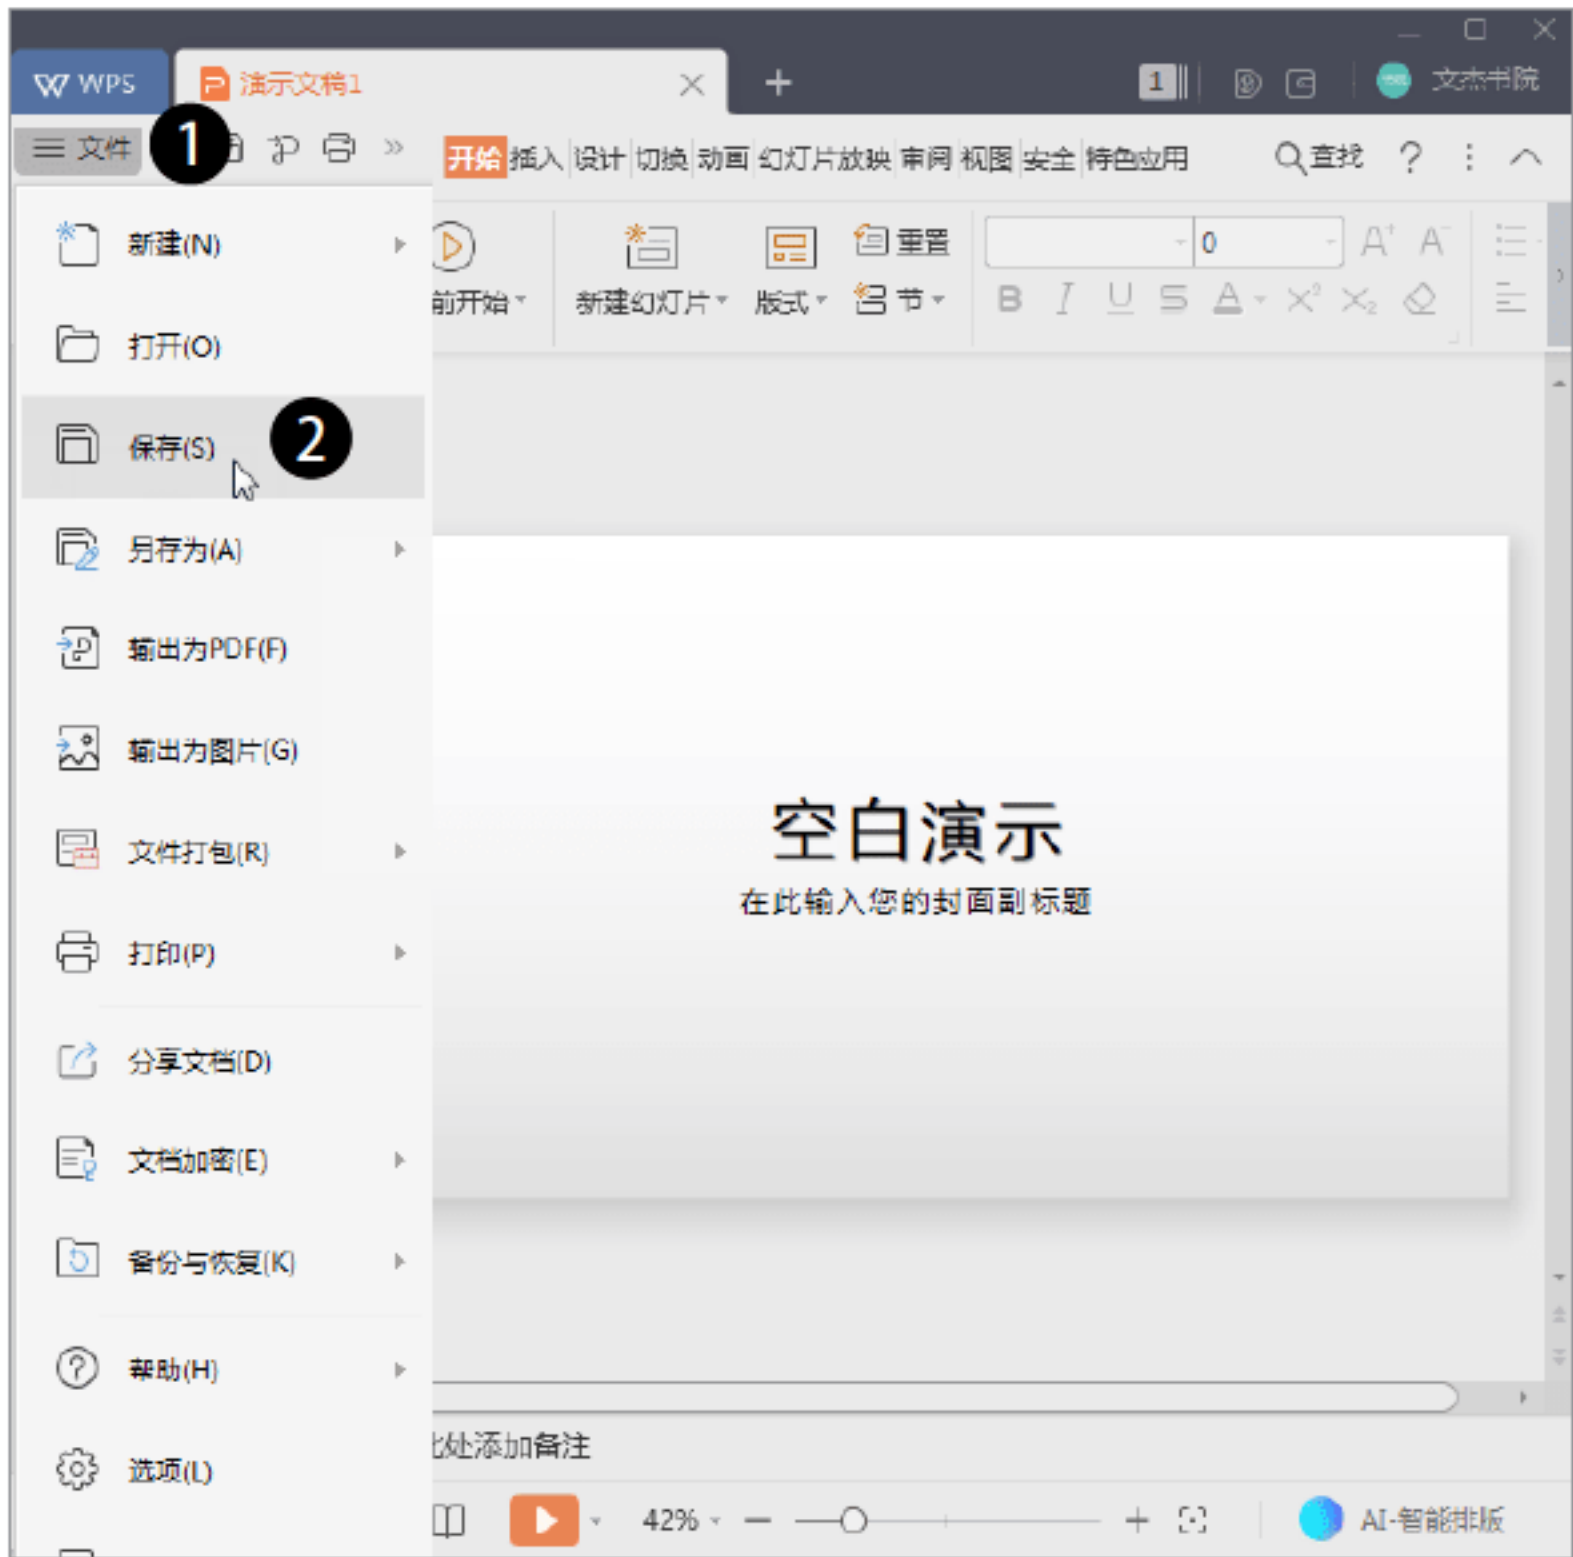 WPS
演示文稿1
1
文杰书院
文件
1
开始 插入 设计 切换 动画 幻灯片放映 审阅 视图 安全 特色应用
查找
新建(N)
打开(O)
保存(S)
2
另存为(A)
输出为PDF(F)
输出为图片(G)
文件打包(R)
打印(P)
分享文档(D)
文档加密(E)
备份与恢复(K)
帮助(H)
选项(L)
前开始
新建幻灯片
版式
重置
节
0
A+ A-
B I U S A X² X₂
空白演示
在此输入您的封面副标题
处添加备注
42%
AI-智能排版